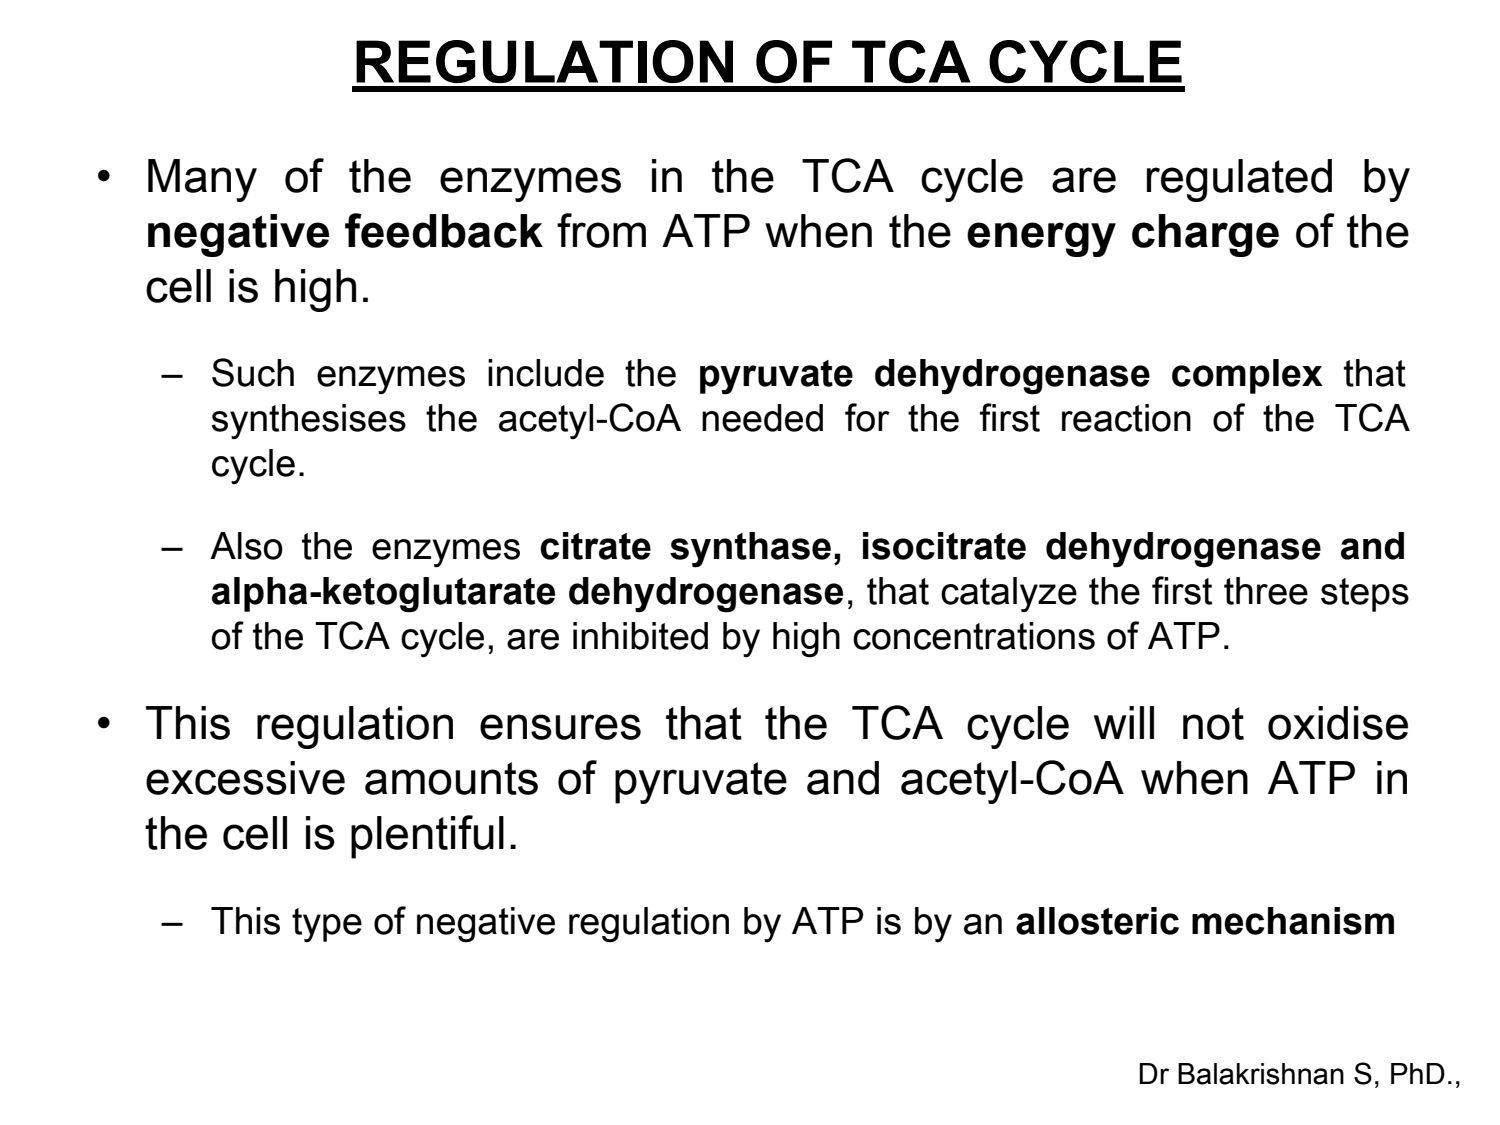 REGULATION OF TCA CYCLE
• Many of the enzymes in the TCA cycle are regulated by
negative feedback from ATP when the energy charge of the
cell is high.
– Such enzymes include the pyruvate dehydrogenase complex that
synthesises the acetyl-CoA needed for the first reaction of the TCA
cycle.
– Also the enzymes citrate synthase, isocitrate dehydrogenase and
alpha-ketoglutarate dehydrogenase, that catalyze the first three steps
of the TCA cycle, are inhibited by high concentrations of ATP.
• This regulation ensures that the TCA cycle will not oxidise
excessive amounts of pyruvate and acetyl-CoA when ATP in
the cell is plentiful.
– This type of negative regulation by ATP is by an allosteric mechanism
Dr Balakrishnan S, PhD.,